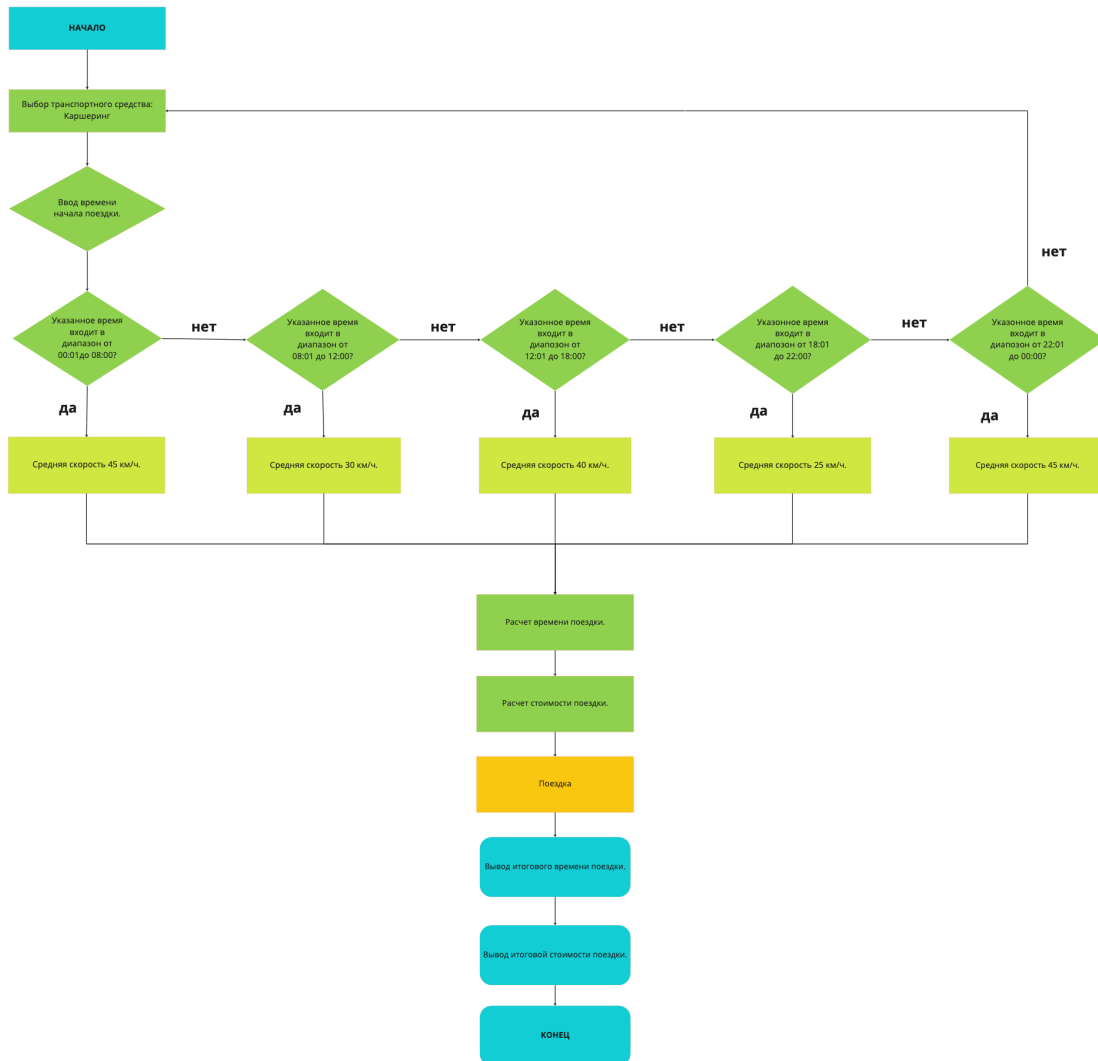 НАЧАЛО
Выбор транспортного средства:
Каршеринг
Ввод времени
начала поездки.
нет
Указанное время
входит в
диапазон от
00:01до 08:00?
нет
Указанное время
входит в
диапазон от
08:01 до 12:00?
нет
Указонное время
входит в
диапозон от
12:01 до 18:00?
нет
Указонное время
входит в
диапазон от 18:01
до 22:00?
нет
Указонное время
входит в
диапазон от 22:01
до 00:00?
да
да
да
да
да
Средняя скорость 45 км/ч.
Средняя скорость 30 км/ч.
Средняя скорость 40 км/ч.
Средняя скорость 25 км/ч.
Средняя скорость 45 км/ч.
Расчет времени поездки.
Расчет стоимости поездки.
Поездка
Вывод итогового времени поездки.
Вывод итоговой стоимости поездки.
КОНЕЦ